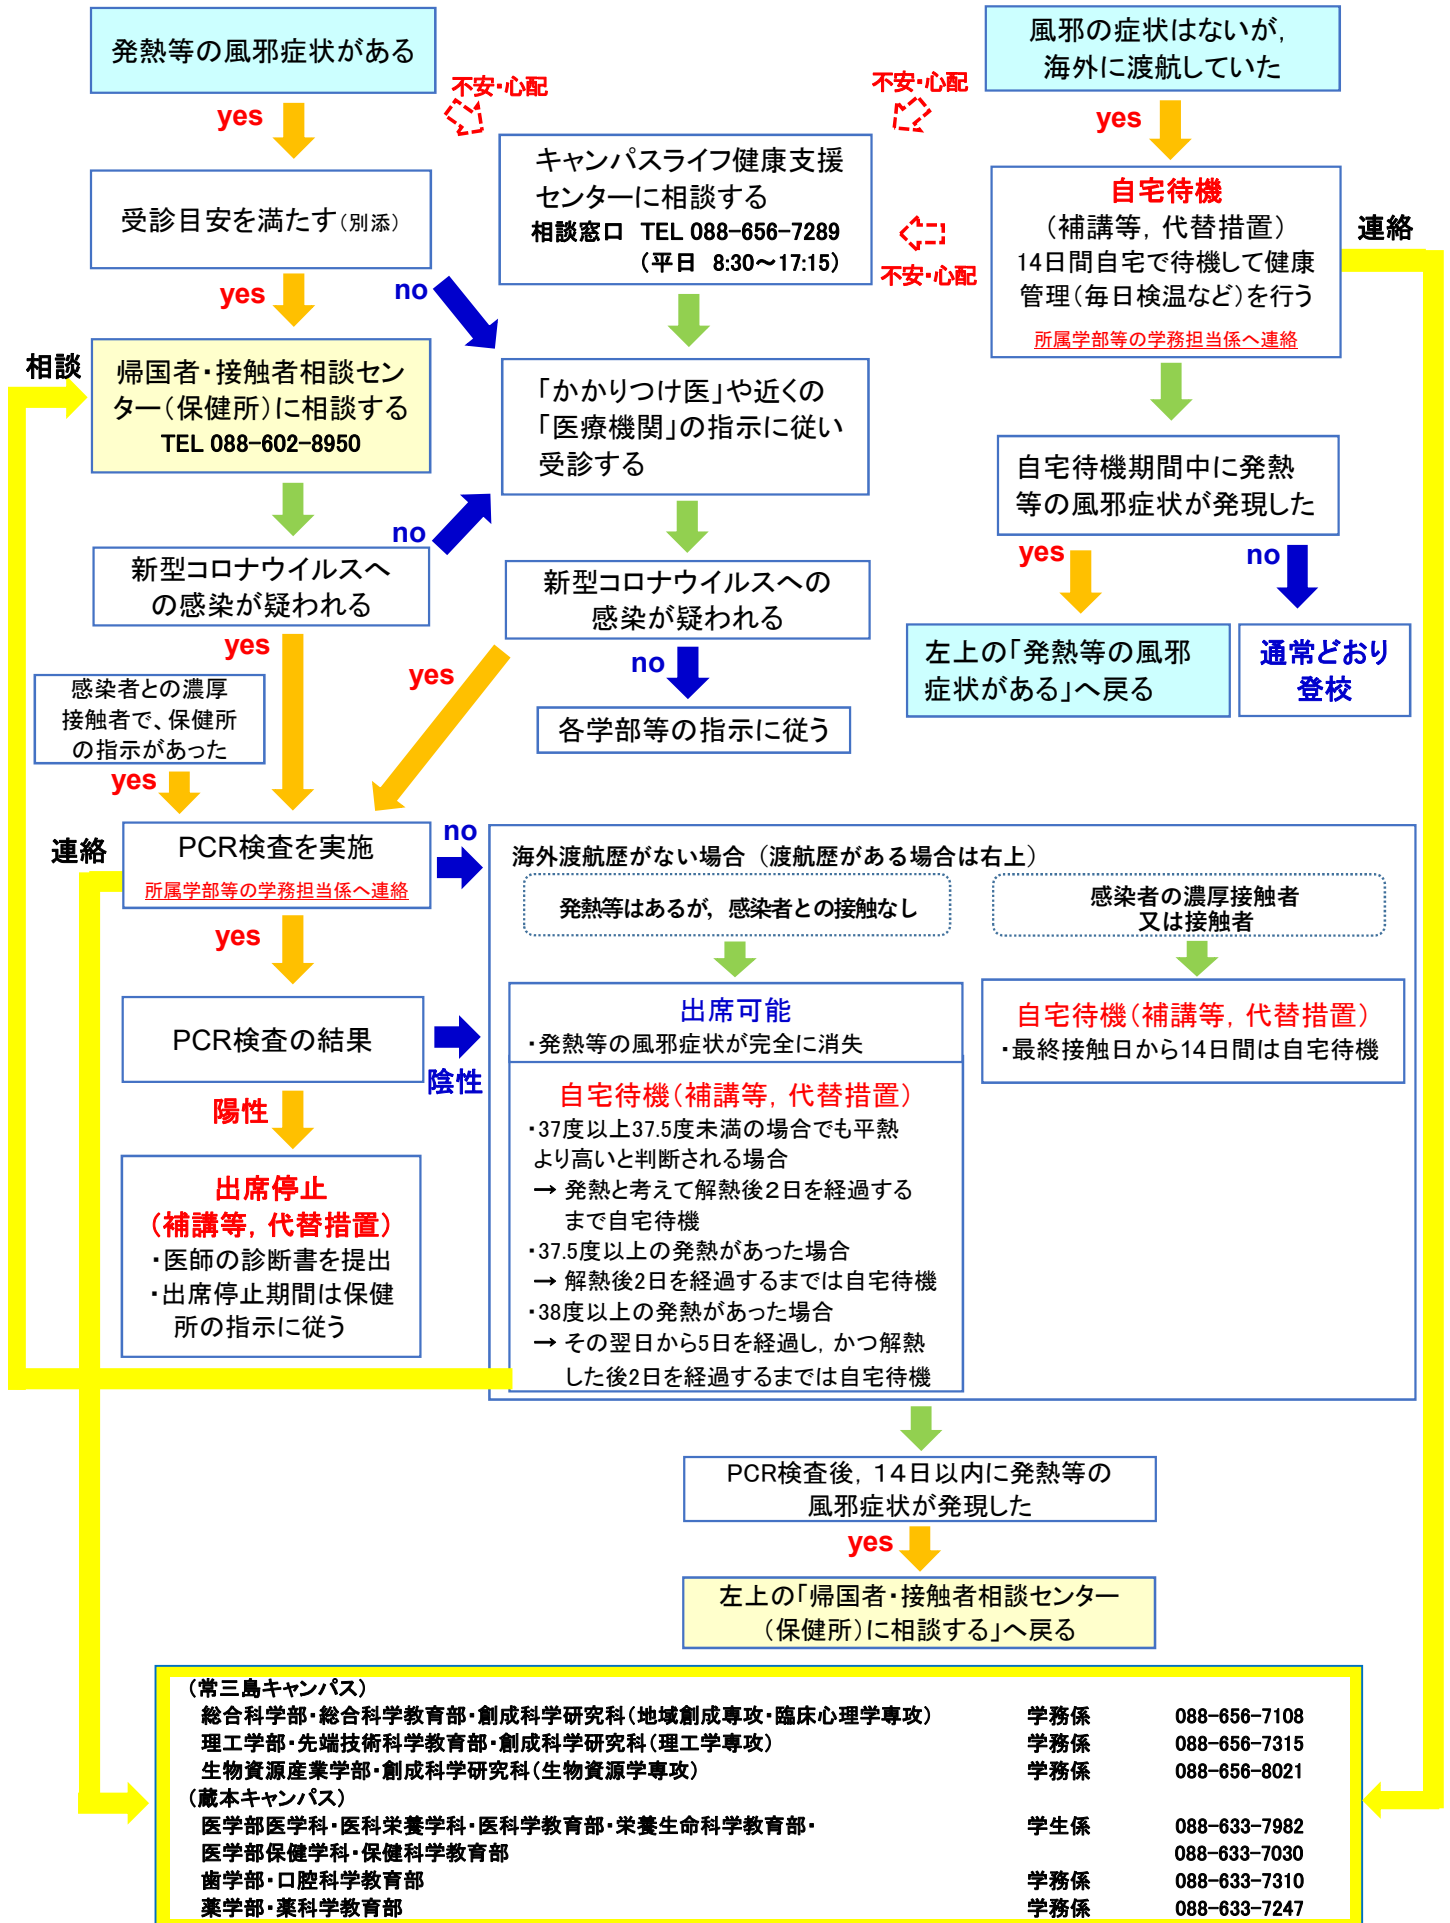 発熱等の風邪症状がある
風邪の症状はないが，
海外に渡航していた
不安・心配
不安・心配
yes
yes
キャンパスライフ健康支援
センターに相談する
相談窓口　TEL 088-656-7289
（平日　8:30～17:15）
受診目安を満たす（別添）
自宅待機
（補講等，代替措置）
14日間自宅で待機して健康
管理（毎日検温など）を行う
所属学部等の学務担当係へ連絡
連絡
不安・心配
yes
no
相談
帰国者・接触者相談セン
ター（保健所）に相談する
TEL 088-602-8950
「かかりつけ医」や近くの
「医療機関」の指示に従い
受診する
自宅待機期間中に発熱
等の風邪症状が発現した
no
yes
no
新型コロナウイルスへ
の感染が疑われる
新型コロナウイルスへの
感染が疑われる
左上の「発熱等の風邪
症状がある」へ戻る
通常どおり
登校
yes
yes
no
感染者との濃厚
接触者で、保健所
の指示があった
各学部等の指示に従う
yes
連絡
PCR検査を実施
所属学部等の学務担当係へ連絡
no
海外渡航歴がない場合（渡航歴がある場合は右上）
発熱等はあるが，感染者との接触なし
感染者の濃厚接触者
又は接触者
yes
PCR検査の結果
陰性
出席可能
・発熱等の風邪症状が完全に消失
自宅待機（補講等，代替措置）
・最終接触日から14日間は自宅待機
陽性
自宅待機（補講等，代替措置）
・37度以上37.5度未満の場合でも平熱
より高いと判断される場合
→ 発熱と考えて解熱後２日を経過する
まで自宅待機
・37.5度以上の発熱があった場合
→ 解熱後2日を経過するまでは自宅待機
・38度以上の発熱があった場合
→ その翌日から5日を経過し，かつ解熱
した後2日を経過するまでは自宅待機
出席停止
（補講等，代替措置）
・医師の診断書を提出
・出席停止期間は保健
所の指示に従う
PCR検査後，１４日以内に発熱等の
風邪症状が発現した
yes
左上の「帰国者・接触者相談センター
（保健所）に相談する」へ戻る
（常三島キャンパス）
総合科学部・総合科学教育部・創成科学研究科（地域創成専攻・臨床心理学専攻）　学務係　088-656-7108
理工学部・先端技術科学教育部・創成科学研究科（理工学専攻）　学務係　088-656-7315
生物資源産業学部・創成科学研究科（生物資源学専攻）　学務係　088-656-8021
（蔵本キャンパス）
医学部医学科・医科栄養学科・医科学教育部・栄養生命科学教育部・　学生係　088-633-7982
医学部保健学科・保健科学教育部　088-633-7030
歯学部・口腔科学教育部　学務係　088-633-7310
薬学部・薬科学教育部　学務係　088-633-7247